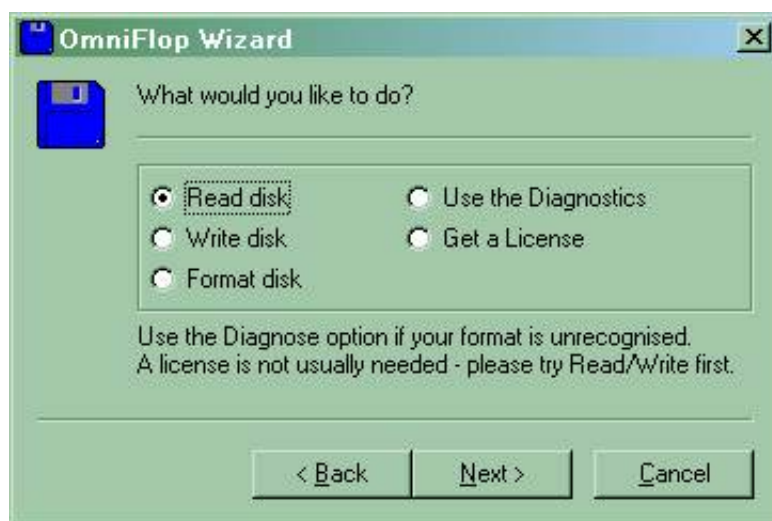 OmniFlop Wizard
What would you like to do?
Read disk
Use the Diagnostics
Write disk
Get a License
Format disk
Use the Diagnose option if your format is unrecognised.
A license is not usually needed - please try Read/Write first.
< Back
Next >
Cancel